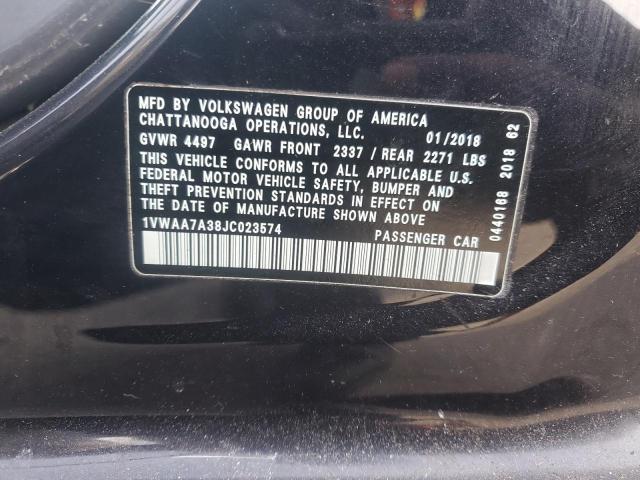 MFD BY VOLKSWAGEN GROUP OF AMERICA
CHATTANOOGA OPERATIONS, LLC. 01/2018
GVWR 4497 GAWR FRONT 2337 / REAR 2271 LBS
THIS VEHICLE CONFORMS TO ALL APPLICABLE U.S.
FEDERAL MOTOR VEHICLE SAFETY, BUMPER AND
THEFT PREVENTION STANDARDS IN EFFECT ON
THE DATE OF MANUFACTURE SHOWN ABOVE
1VWAA7A38JC023574 PASSENGER CAR
0440168 2018 62